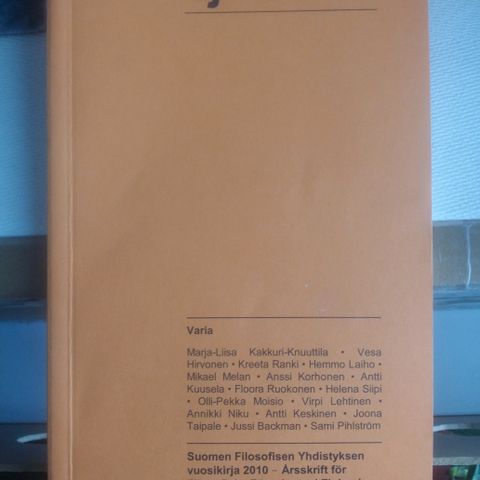 Varia
Marja-Liisa Kakkuri-Knuuttila • Vesa
Hirvonen • Kreeta Ranki • Hemmo Laiho •
Mikael Melan • Anssi Korhonen • Antti
Kuusela • Floora Ruokonen • Helena Siipi
• Olli-Pekka Moisio • Virpi Lehtinen •
Annikki Niku • Antti Keskinen • Joona
Taipale • Jussi Backman • Sami Pihlström
Suomen Filosofisen Yhdistyksen
vuosikirja 2010 – Årsskrift för